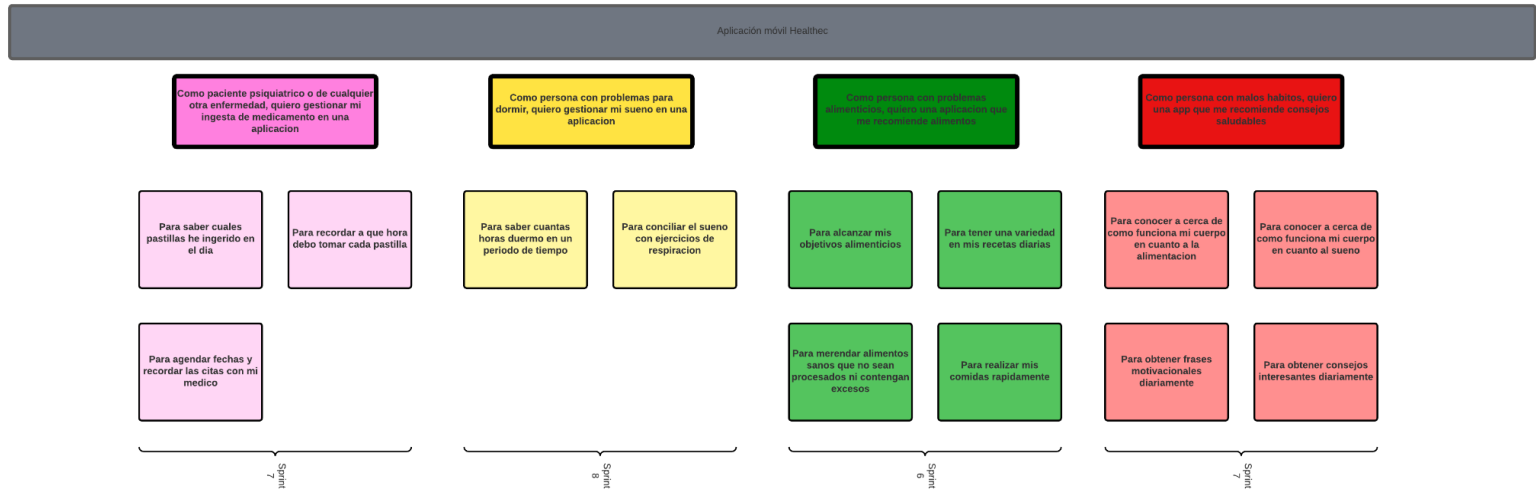 Aplicación móvil Healthec
Como paciente psiquiatrico o de cualquier
otra enfermedad, quiero gestionar mi
ingesta de medicamento en una
aplicacion
Como persona con problemas para
dormir, quiero gestionar mi sueno en una
aplicacion
Como persona con problemas
alimenticios, quiero una aplicacion que
me recomiende alimentos
Como persona con malos habitos, quiero
una app que me recomiende consejos
saludables
Para saber cuales
pastillas he ingerido en
el dia
Para recordar a que hora
debo tomar cada pastilla
Para saber cuantas
horas duermo en un
periodo de tiempo
Para conciliar el sueno
con ejercicios de
respiracion
Para alcanzar mis
objetivos alimenticios
Para tener una variedad
en mis recetas diarias
Para conocer a cerca de
como funciona mi cuerpo
en cuanto a la
alimentacion
Para conocer a cerca de
como funciona mi cuerpo
en cuanto al sueno
Para agendar fechas y
recordar las citas con mi
medico
Para merendar alimentos
sanos que no sean
procesados ni contengan
excesos
Para realizar mis
comidas rapidamente
Para obtener frases
motivacionales
diariamente
Para obtener consejos
interesantes diariamente
Sprint
7
Sprint
8
Sprint
6
Sprint
7